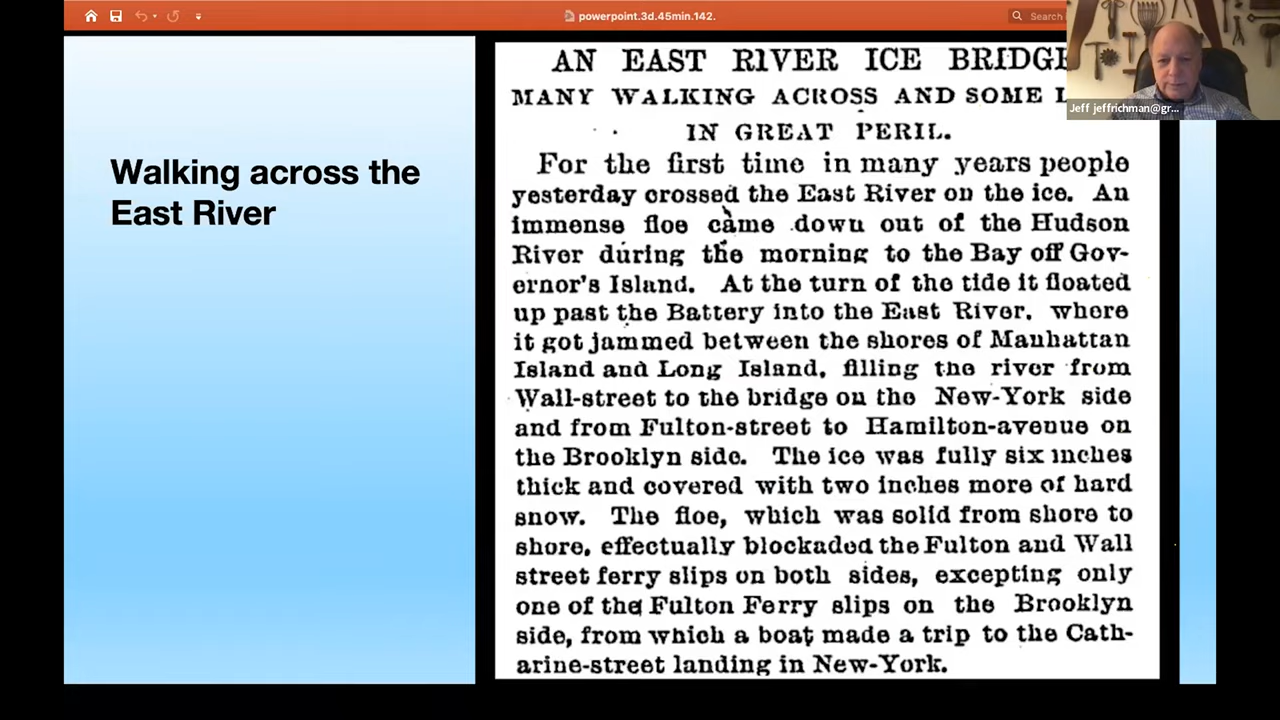 powerpoint.3d.45min.142.
Search
Jeff jeffrichman@gr...
Walking across the
East River
AN EAST RIVER ICE BRIDGE
MANY WALKING ACROSS AND SOME
IN GREAT PERIL.
For the first time in many years people
yesterday crossed the East River on the ice. An
immense floe came down out of the Hudson
River during the morning to the Bay off Gov-
ernor's Island. At the turn of the tide it floated
up past the Battery into the East River, where
it got jammed between the shores of Manhattan
Island and Long Island, filling the river from
Wall-street to the bridge on the New-York side
and from Fulton-street to Hamilton-avenue on
the Brooklyn side. The ice was fully six inches
thick and covered with two inches more of hard
snow. The floe, which was solid from shore to
shore, effectually blockaded the Fulton and Wall
street ferry slips on both sides, excepting only
one of the Fulton Ferry slips on the Brooklyn
side, from which a boat made a trip to the Cath-
arine-street landing in New-York.